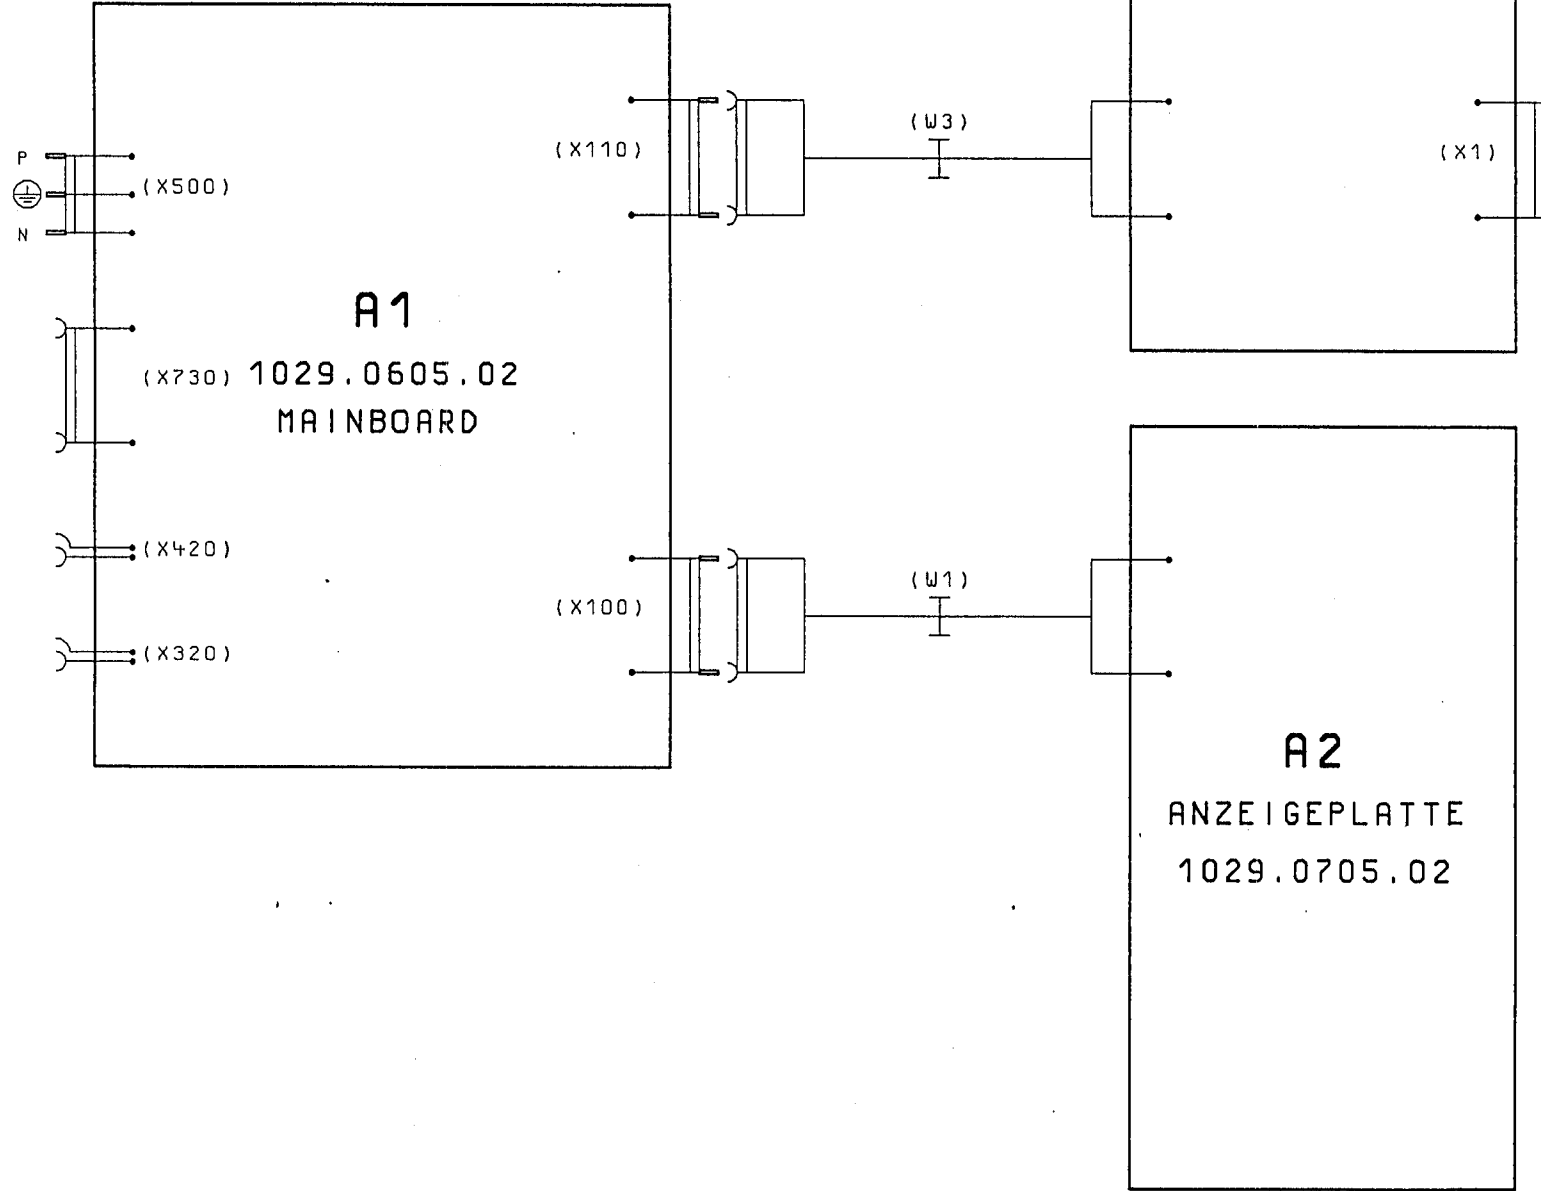 (W3)
(X110)
(X1)
P
(X500)
N
A1
(X730)
1029.0605.02
MAINBOARD
(X420)
(W1)
(X100)
(X320)
A2
ANZEIGEPLATTE
1029.0705.02